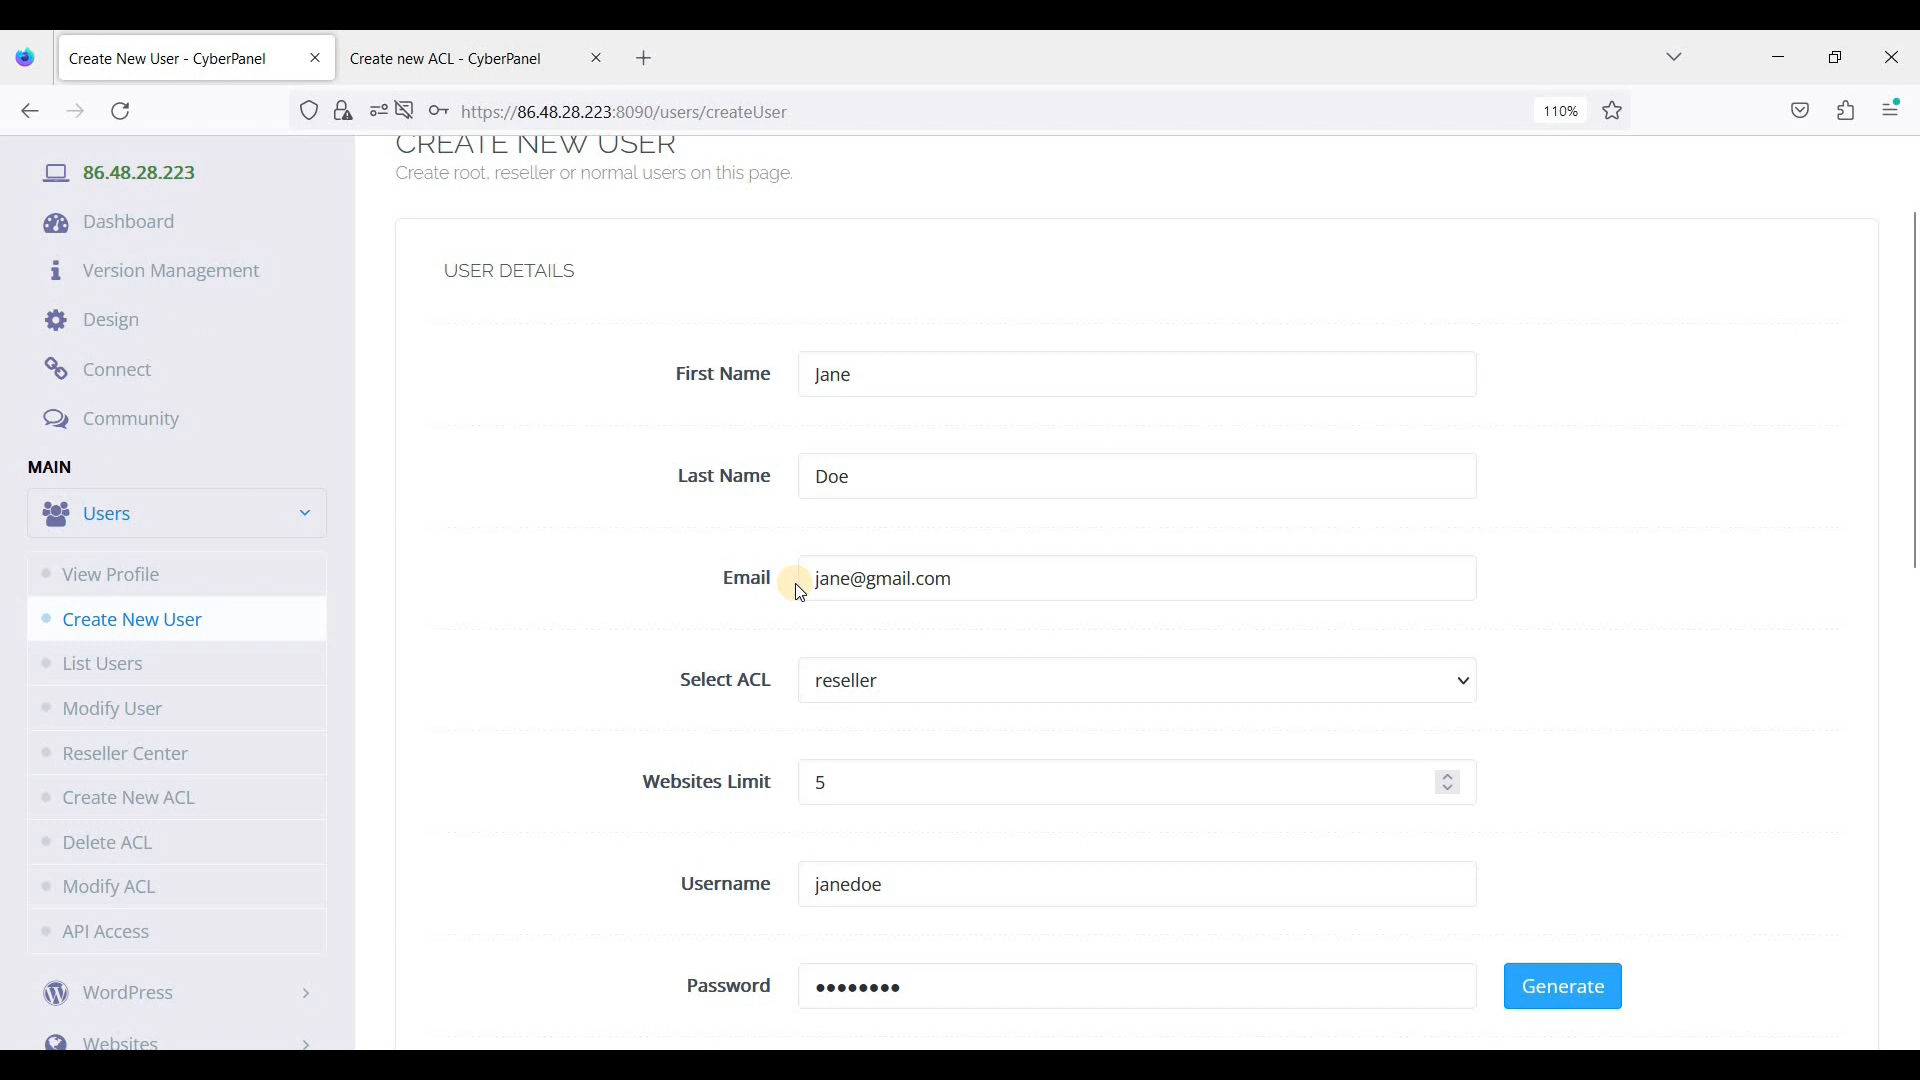 Create New User - CyberPanel
Create new ACL - CyberPanel
https://86.48.28.223:8090/users/createUser
110%
86.48.28.223
Dashboard
Version Management
Design
Connect
Community
MAIN
Users
View Profile
Create New User
List Users
Modify User
Reseller Center
Create New ACL
Delete ACL
Modify ACL
API Access
WordPress
Websites
CREATE NEW USER
Create root, reseller or normal users on this page.
USER DETAILS
First Name Jane
Last Name Doe
Email jane@gmail.com
Select ACL reseller
Websites Limit 5
Username janedoe
Password ●●●●●●●● Generate